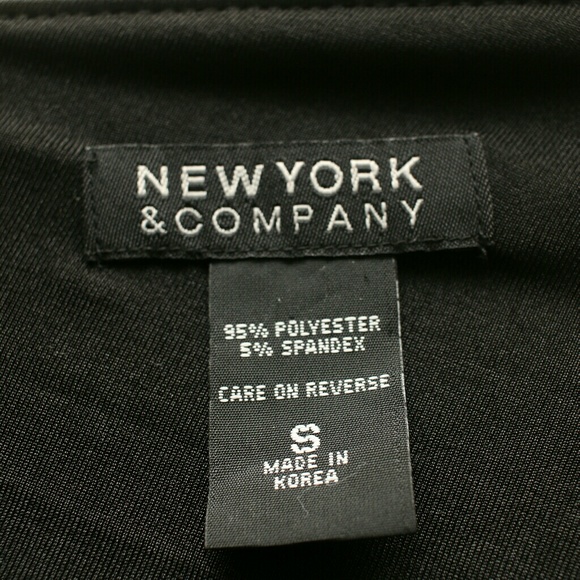 NEW YORK
& COMPANY
95% POLYESTER
5% SPANDEX
CARE ON REVERSE
S
MADE IN
KOREA